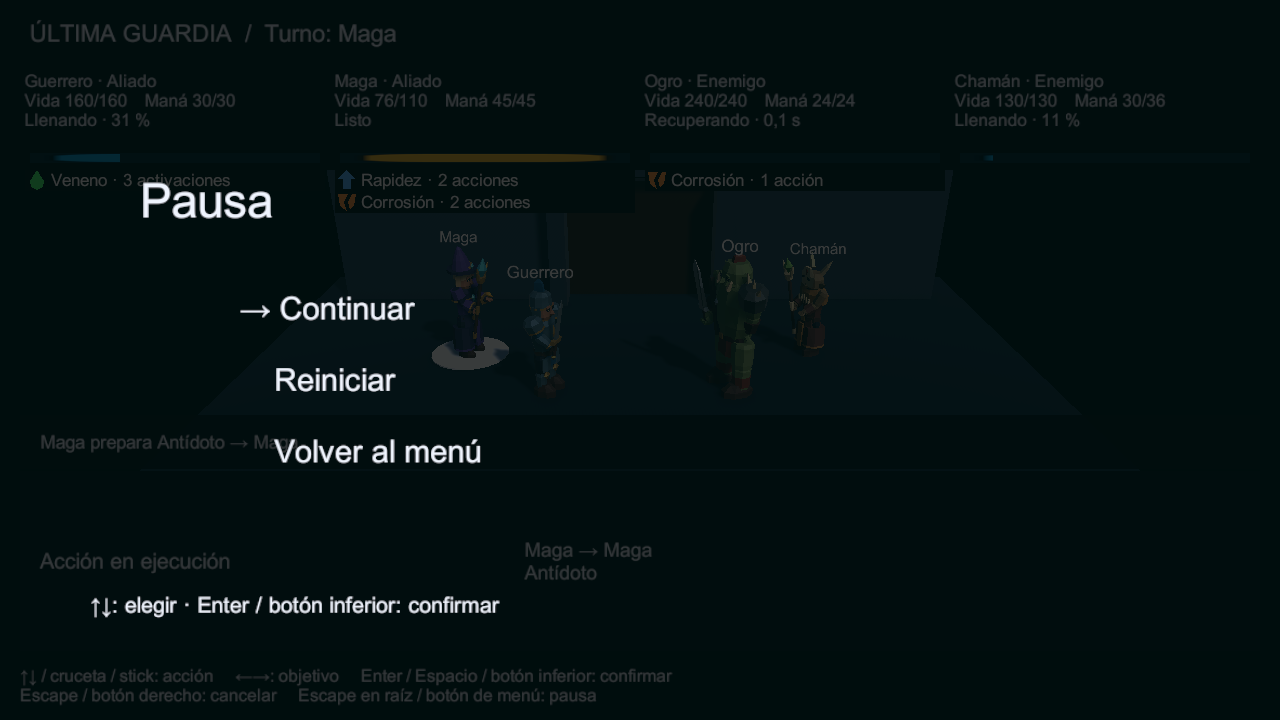 ÚLTIMA GUARDIA / Turno: Maga
Guerrero · Aliado
Vida 160/160 Maná 30/30
Llenando · 31 %
Maga · Aliado
Vida 76/110 Maná 45/45
Listo
Ogro · Enemigo
Vida 240/240 Maná 24/24
Recuperando · 0,1 s
Chamán · Enemigo
Vida 130/130 Maná 30/36
Llenando · 11 %
Veneno · 3 activaciones
Rapidez · 2 acciones
Corrosión · 2 acciones
Corrosión · 1 acción
Pausa
Maga
Guerrero
Ogro
Chamán
→ Continuar
Reiniciar
Volver al menú
Maga prepara Antídoto → Maga
Acción en ejecución
Maga → Maga
Antídoto
↑↓: elegir · Enter / botón inferior: confirmar
↑↓ / cruceta / stick: acción ←→: objetivo Enter / Espacio / botón inferior: confirmar
Escape / botón derecho: cancelar Escape en raíz / botón de menú: pausa